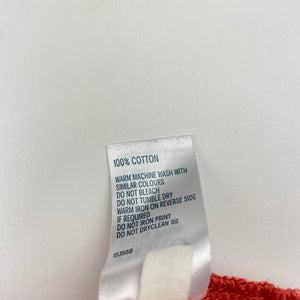 100% COTTON
WARM MACHINE WASH WITH
SIMILAR COLOURS
DO NOT BLEACH
DO NOT TUMBLE DRY
WARM IRON ON REVERSE
IF REQUIRED
DO NOT IRON PRINT
DO NOT DRYCLEAN
153558